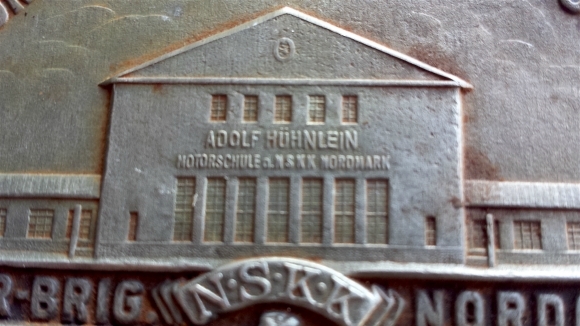 ADOLF HÜHNLEIN
MOTORSCHULE D. NSKK NORDMARK
R-BRIG N·S·K·K NORD